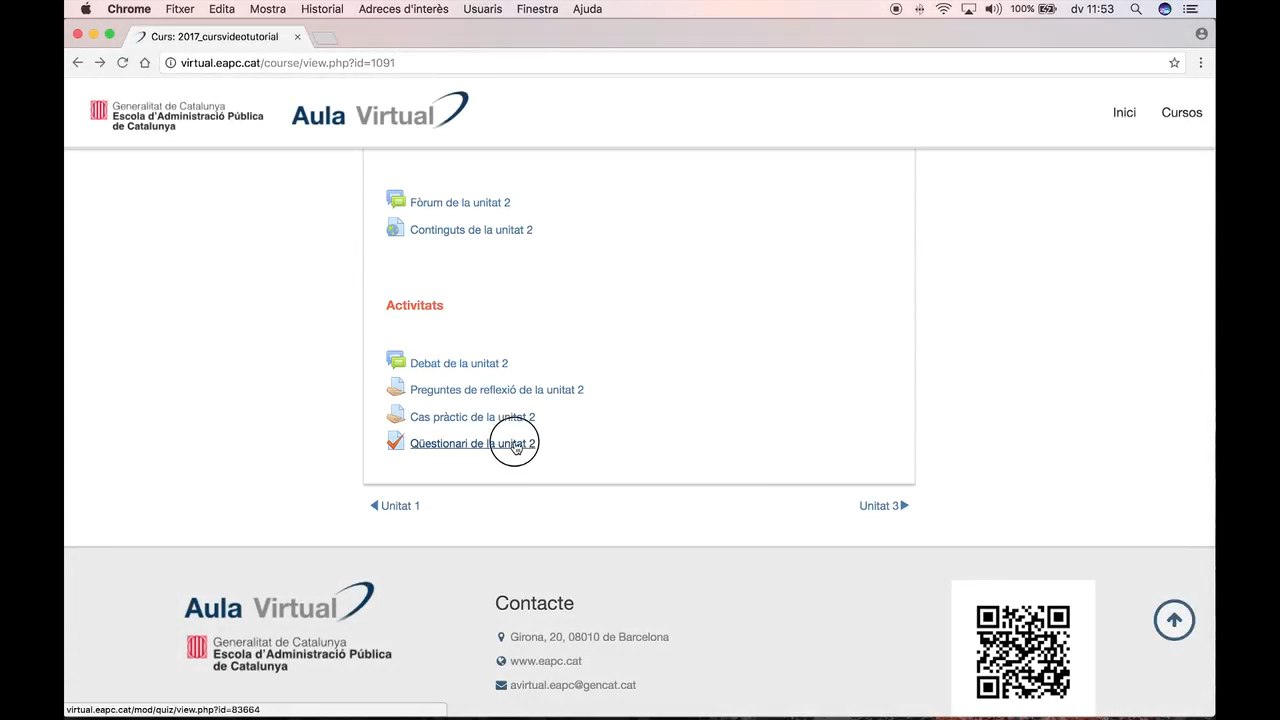 Chrome Fitxer Edita Mostra Historial Adreces d'interès Usuaris Finestra Ajuda 100% dv 11:53
Curs: 2017_cursvideotutorial
virtual.eapc.cat/course/view.php?id=1091
Generalitat de Catalunya
Escola d'Administració Pública
de Catalunya
Aula Virtual
Inici Cursos
Fòrum de la unitat 2
Continguts de la unitat 2
Activitats
Debat de la unitat 2
Preguntes de reflexió de la unitat 2
Cas pràctic de la unitat 2
Qüestionari de la unitat 2
Unitat 1 Unitat 3
Aula Virtual
Generalitat de Catalunya
Escola d'Administració Pública
de Catalunya
Contacte
Girona, 20, 08010 de Barcelona
www.eapc.cat
avirtual.eapc@gencat.cat
virtual.eapc.cat/mod/quiz/view.php?id=83664